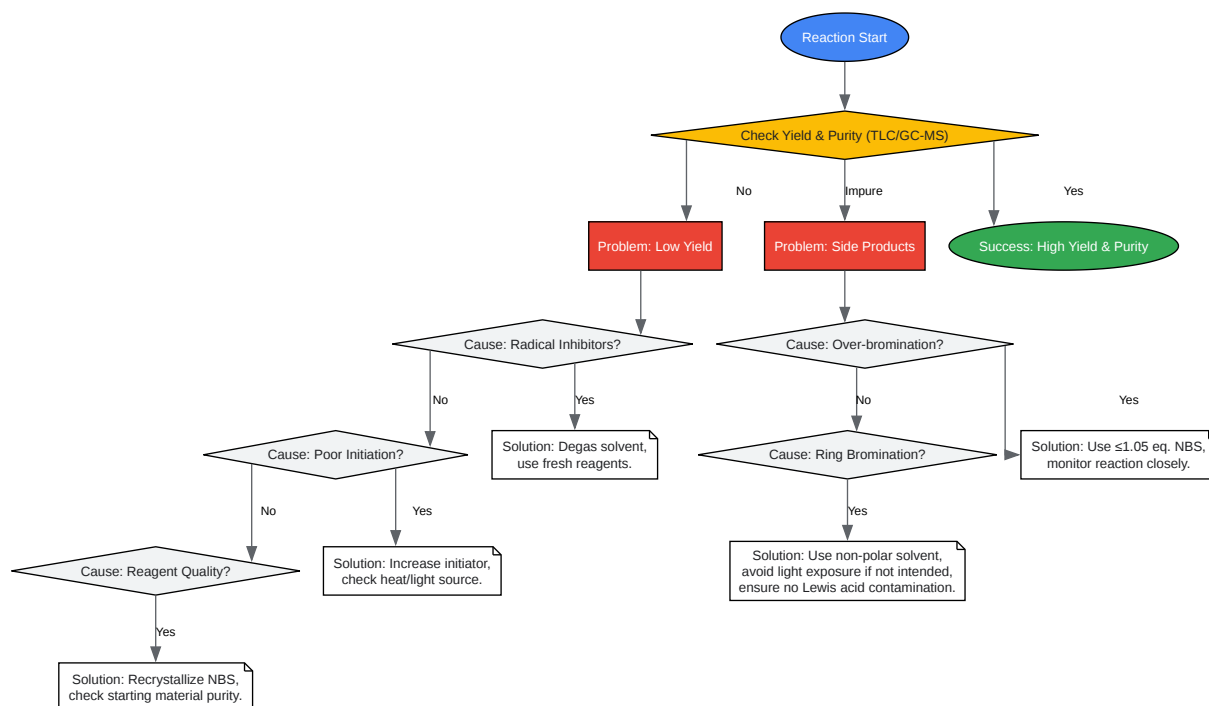 Reaction Start
Check Yield & Purity (TLC/GC-MS)
No
Impure
Yes
Problem: Low Yield
Problem: Side Products
Success: High Yield & Purity
Cause: Radical Inhibitors?
Cause: Over-bromination?
No
Yes
No
Yes
Solution: Degas solvent,
use fresh reagents.
Solution: Use ≤1.05 eq. NBS,
monitor reaction closely.
Cause: Poor Initiation?
Cause: Ring Bromination?
No
Yes
Yes
Solution: Increase initiator,
check heat/light source.
Solution: Use non-polar solvent,
avoid light exposure if not intended,
ensure no Lewis acid contamination.
Cause: Reagent Quality?
Yes
Solution: Recrystallize NBS,
check starting material purity.